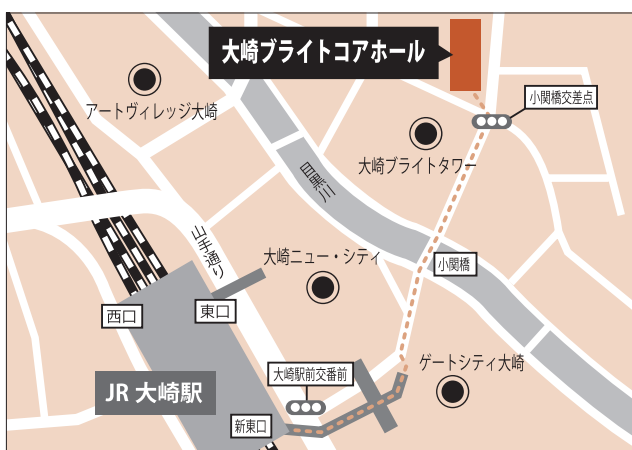 大崎ブライトコアホール
アートヴィレッジ大崎
小関橋交差点
大崎ブライトタワー
目黒川
山手通り
大崎ニュー・シティ
小関橋
西口
東口
ゲートシティ大崎
大崎駅前交番前
JR 大崎駅
新東口